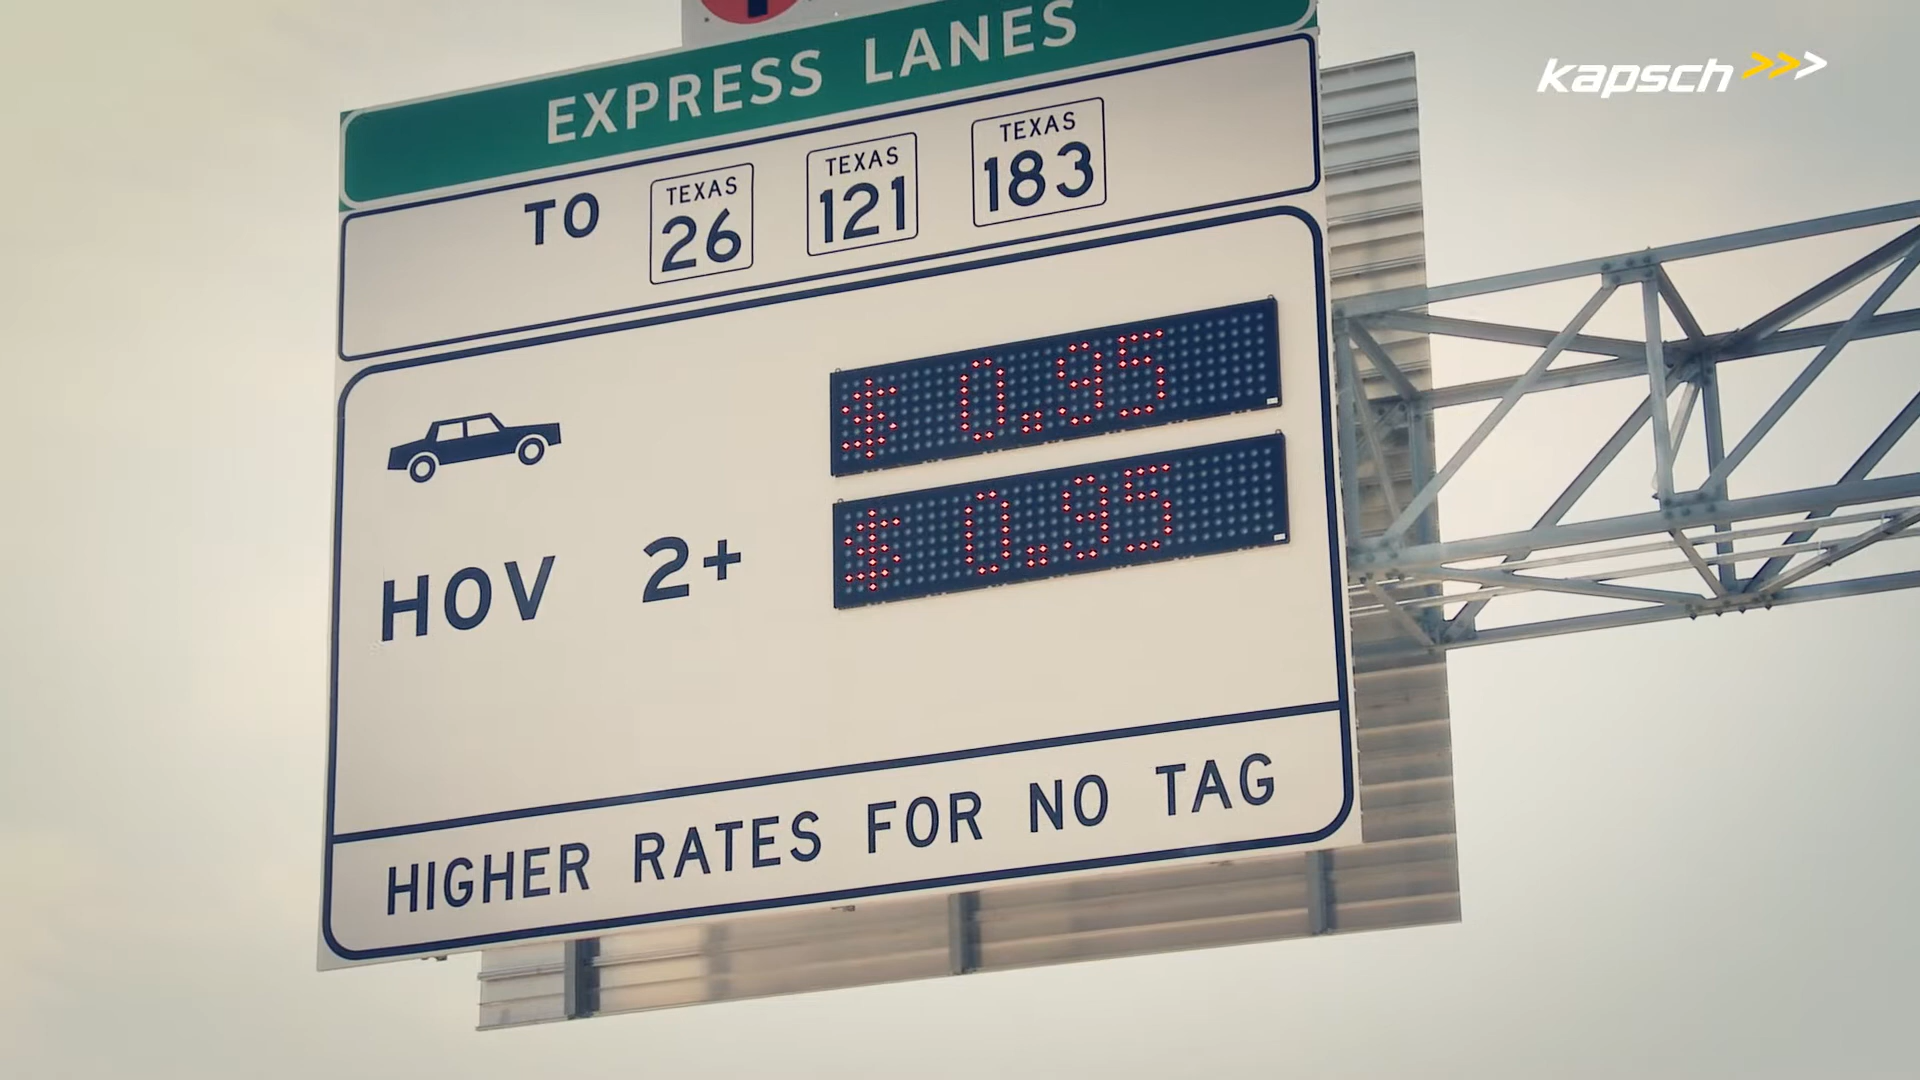 EXPRESS LANES
kapsch
TO TEXAS 26 TEXAS 121 TEXAS 183
$ 0.95
HOV 2+ $ 0.95
HIGHER RATES FOR NO TAG